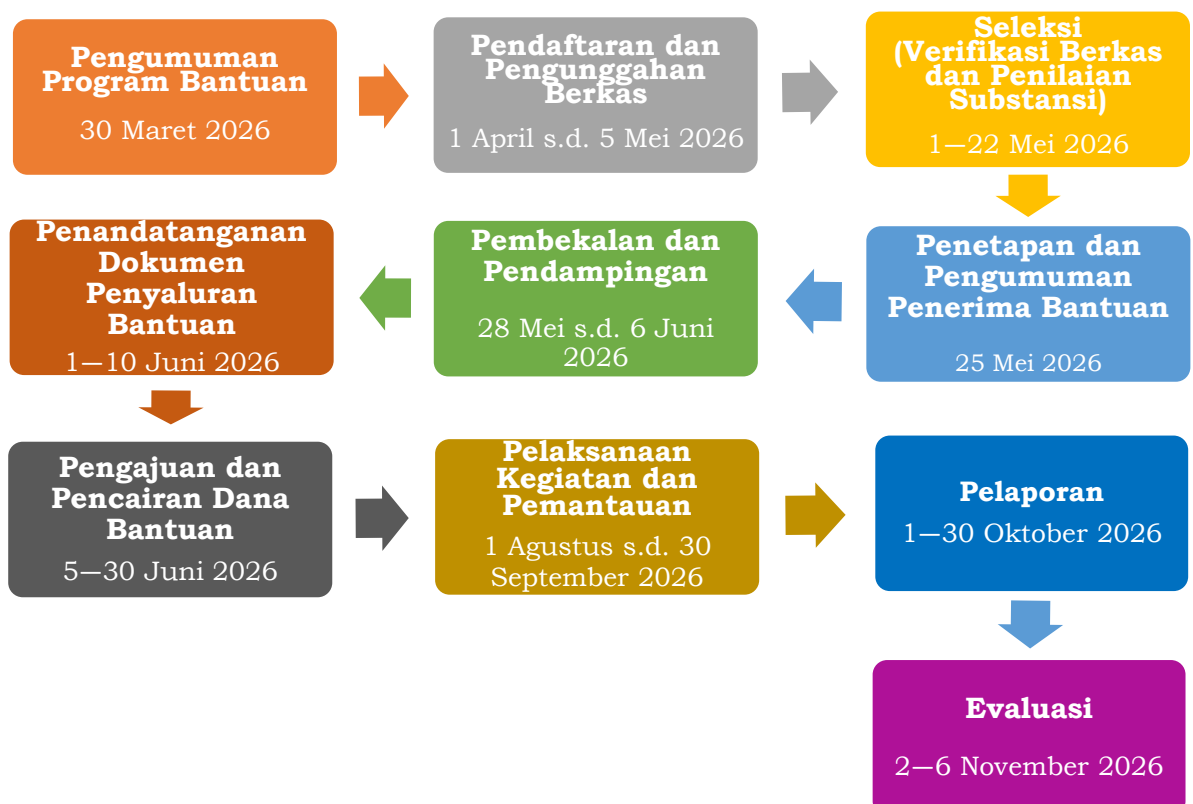 Pengumuman
Program Bantuan
30 Maret 2026
Pendaftaran dan
Pengunggahan
Berkas
1 April s.d. 5 Mei 2026
Seleksi
(Verifikasi Berkas
dan Penilaian
Substansi)
1—22 Mei 2026
Penetapan dan
Pengumuman
Penerima Bantuan
25 Mei 2026
Pembekalan dan
Pendampingan
28 Mei s.d. 6 Juni
2026
Penandatanganan
Dokumen
Penyaluran
Bantuan
1—10 Juni 2026
Pengajuan dan
Pencairan Dana
Bantuan
5—30 Juni 2026
Pelaksanaan
Kegiatan dan
Pemantauan
1 Agustus s.d. 30
September 2026
Pelaporan
1—30 Oktober 2026
Evaluasi
2—6 November 2026